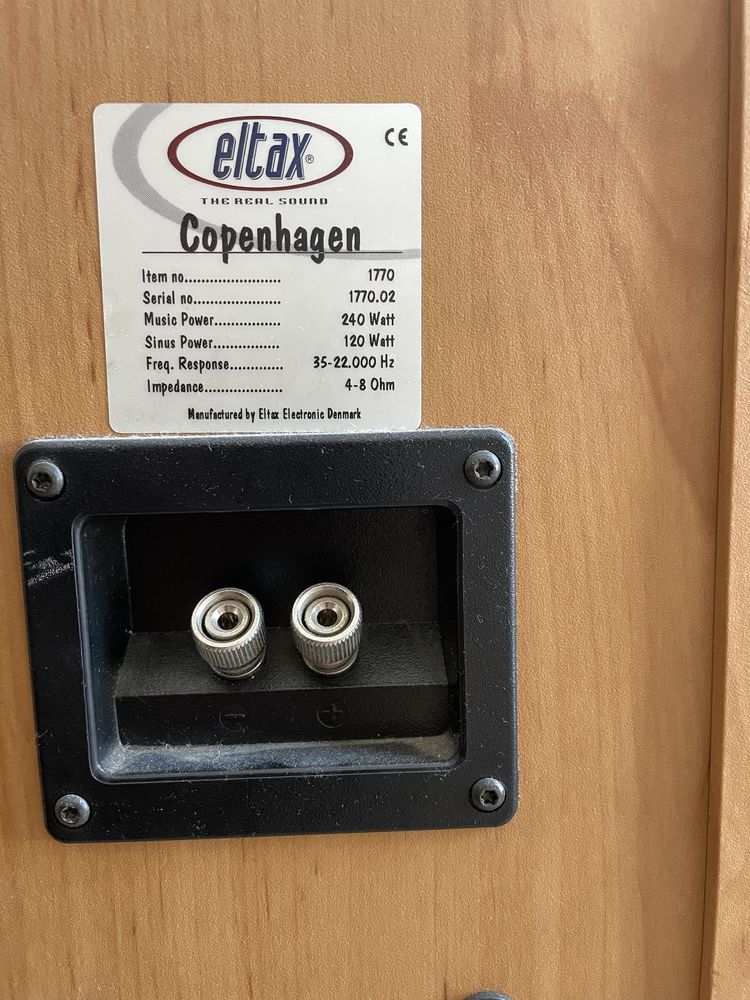 eltax®
CE
THE REAL SOUND
Copenhagen
Item no...................... 1770
Serial no.................... 1770.02
Music Power............... 240 Watt
Sinus Power............... 120 Watt
Freq. Response............ 35-22.000 Hz
Impedance.................. 4-8 Ohm
Manufactured by Eltax Electronic Denmark
- +